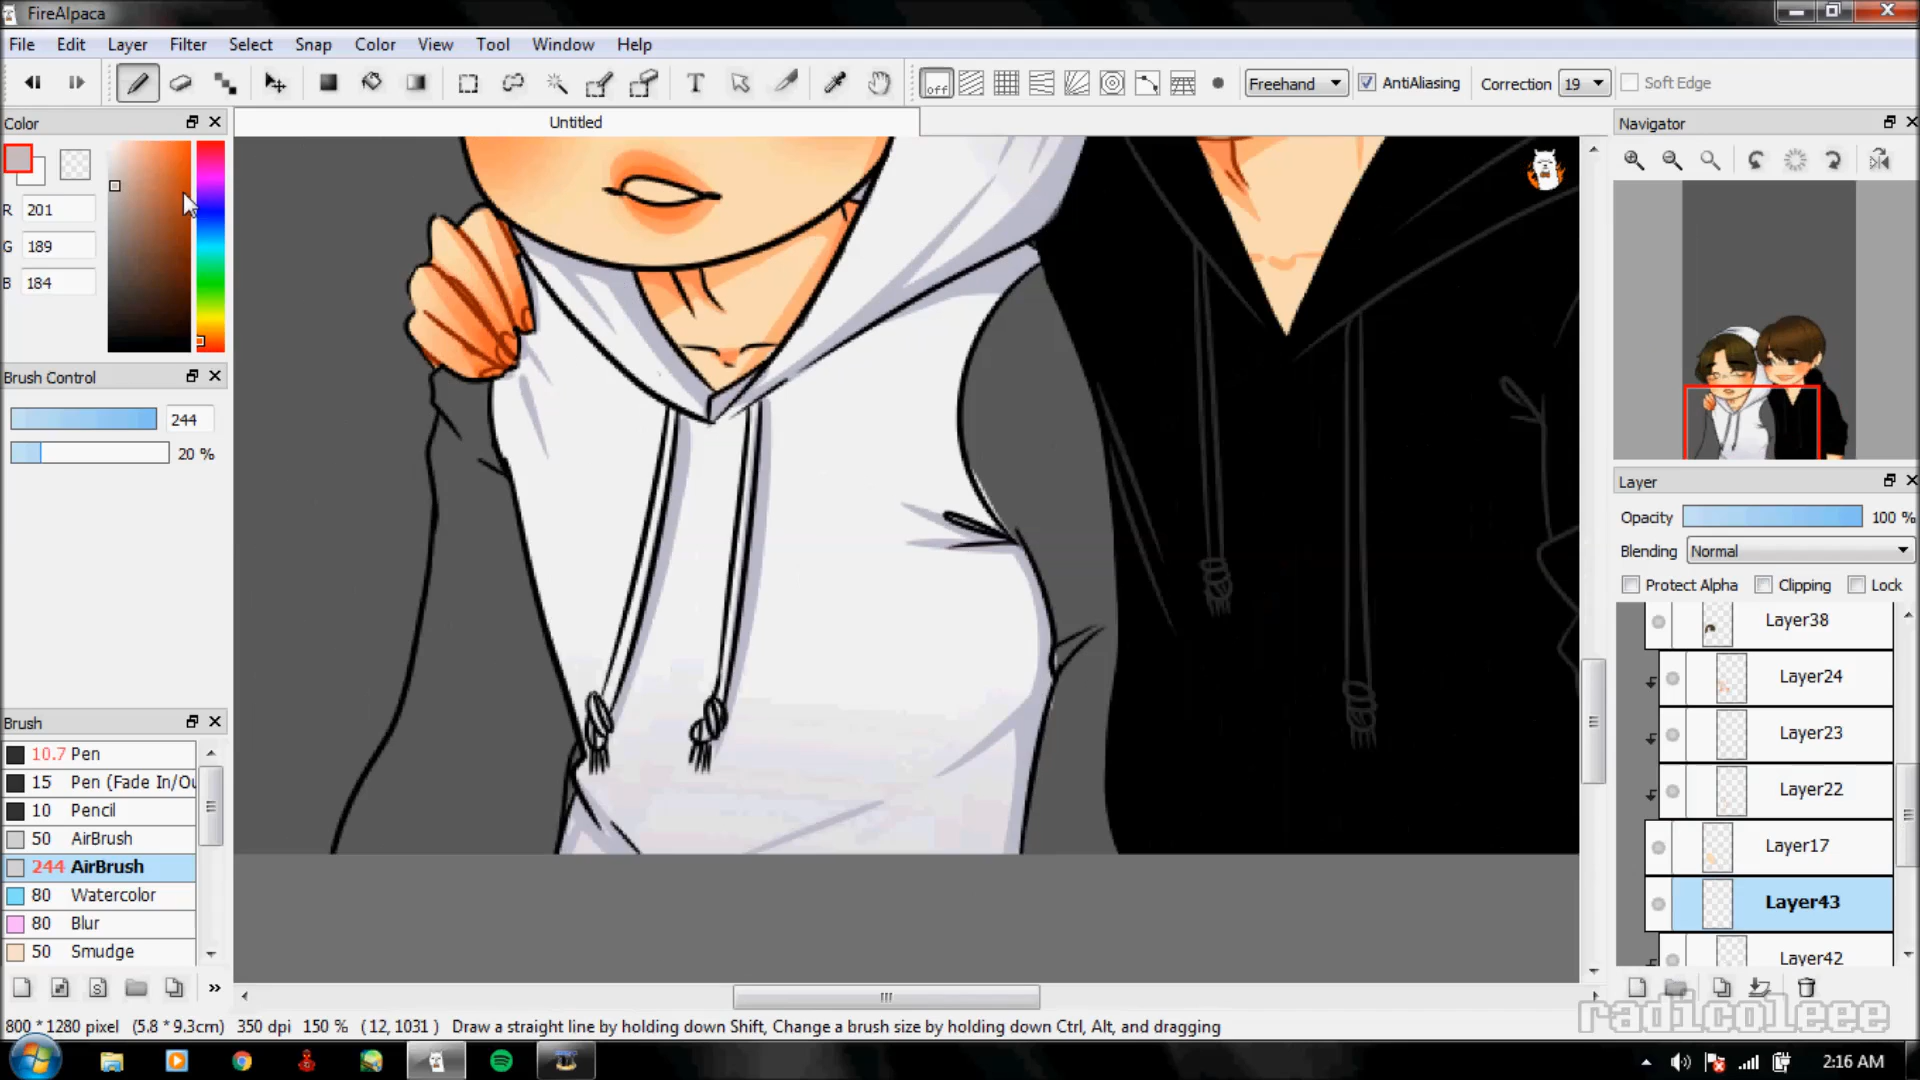 FireAlpaca
File Edit Layer Filter Select Snap Color View Tool Window Help
T off Freehand AntiAliasing Correction 19 Soft Edge
Color
Untitled
Navigator
R 201
G 189
B 184
Brush Control
244
20 %
Layer
Opacity 100 %
Blending Normal
Protect Alpha Clipping Lock
Layer38
Layer24
Layer23
Layer22
Layer17
Layer43
Layer42
Brush
10.7 Pen
15 Pen (Fade In/Ou
10 Pencil
50 AirBrush
244 AirBrush
80 Watercolor
80 Blur
50 Smudge
S
radicoleee
800 * 1280 pixel (5.8 * 9.3cm) 350 dpi 150 % ( 12, 1031 ) Draw a straight line by holding down Shift, Change a brush size by holding down Ctrl, Alt, and dragging
2:16 AM